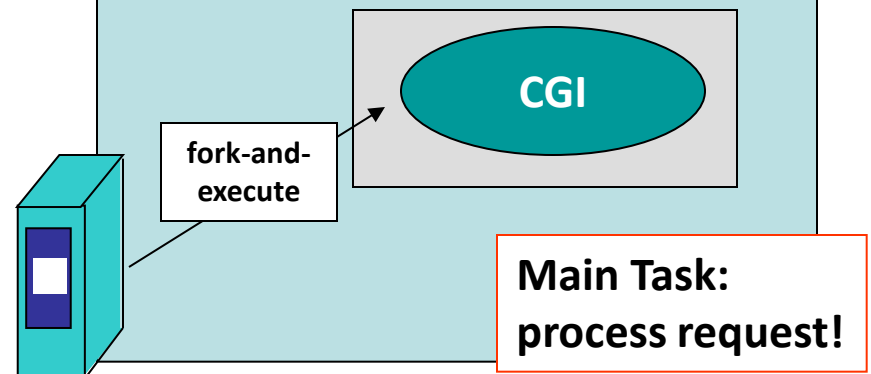 CGI
fork-and-
execute
Main Task:
process request!